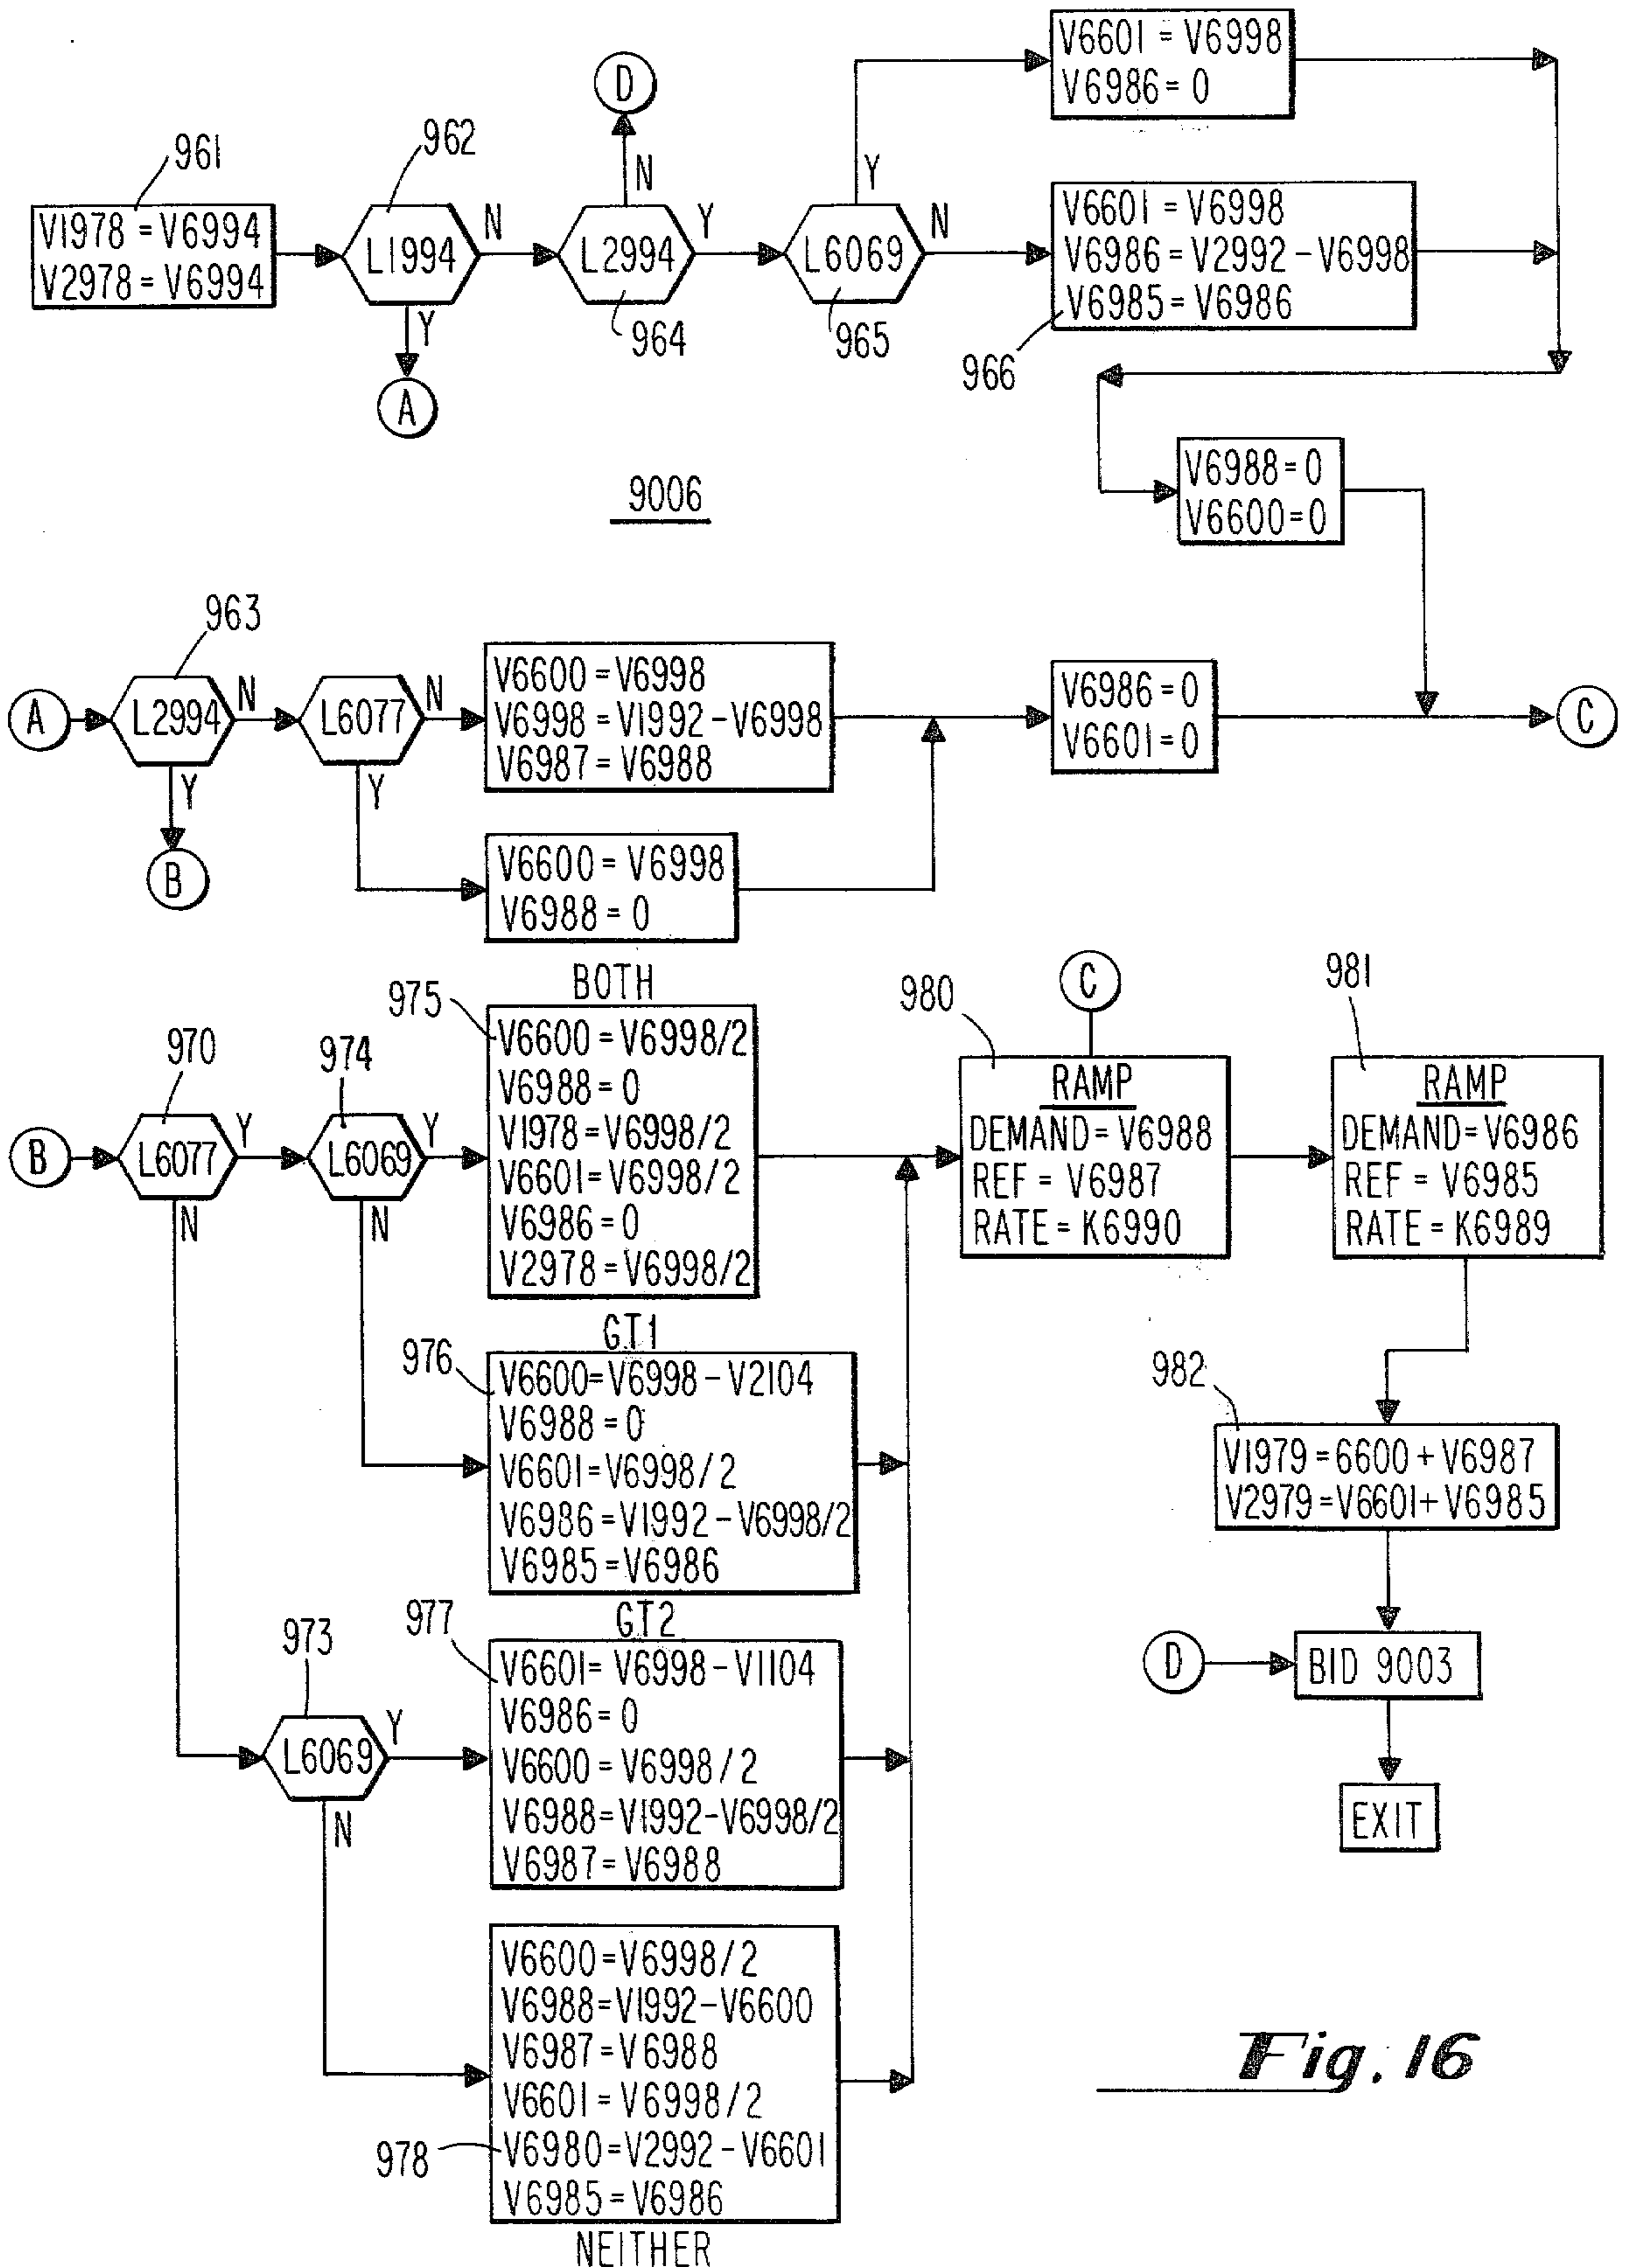 V6601 = V6998
V6986 = 0
D
N
Y
961
962
V1978 = V6994
V2978 = V6994
L1994
N
L2994
Y
L6069
N
V6601 = V6998
V6986 = V2992 - V6998
V6985 = V6986
964
965
966
Y
A
V6988 = 0
V6600 = 0
9006
963
A
L2994
N
L6077
N
V6600 = V6998
V6998 = V1992 - V6998
V6987 = V6988
V6986 = 0
V6601 = 0
C
Y
Y
B
V6600 = V6998
V6988 = 0
BOTH
975
V6600 = V6998/2
V6988 = 0
V1978 = V6998/2
V6601 = V6998/2
V6986 = 0
V2978 = V6998/2
970
974
B
L6077
Y
L6069
Y
N
N
C
980
RAMP
DEMAND = V6988
REF = V6987
RATE = K6990
981
RAMP
DEMAND = V6986
REF = V6985
RATE = K6989
GT1
976
V6600 = V6998 - V2104
V6988 = 0
V6601 = V6998/2
V6986 = V1992 - V6998/2
V6985 = V6986
982
V1979 = 6600 + V6987
V2979 = V6601 + V6985
GT2
977
V6601 = V6998 - V1104
V6986 = 0
V6600 = V6998/2
V6988 = V1992 - V6998/2
V6987 = V6988
973
L6069
Y
N
D
BID 9003
EXIT
V6600 = V6998/2
V6988 = V1992 - V6600
V6987 = V6988
V6601 = V6998/2
V6980 = V2992 - V6601
V6985 = V6986
978
NEITHER
Fig. 16